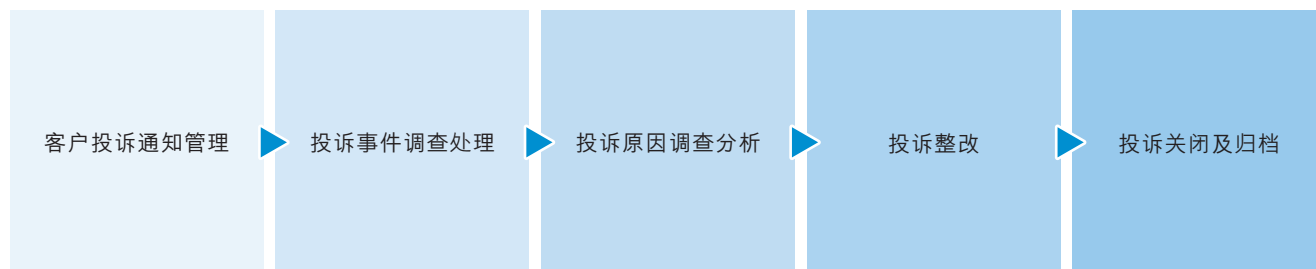 客户投诉通知管理
投诉事件调查处理
投诉原因调查分析
投诉整改
投诉关闭及归档